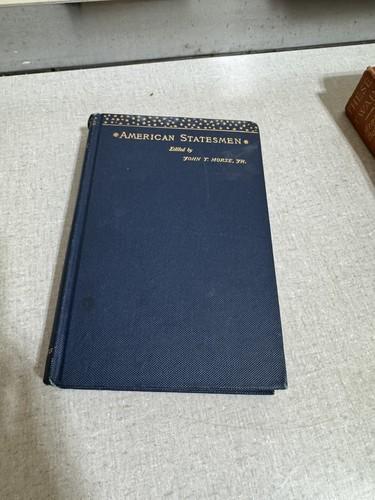 AMERICAN STATESMEN
Edited by
JOHN T. MORSE, JR.